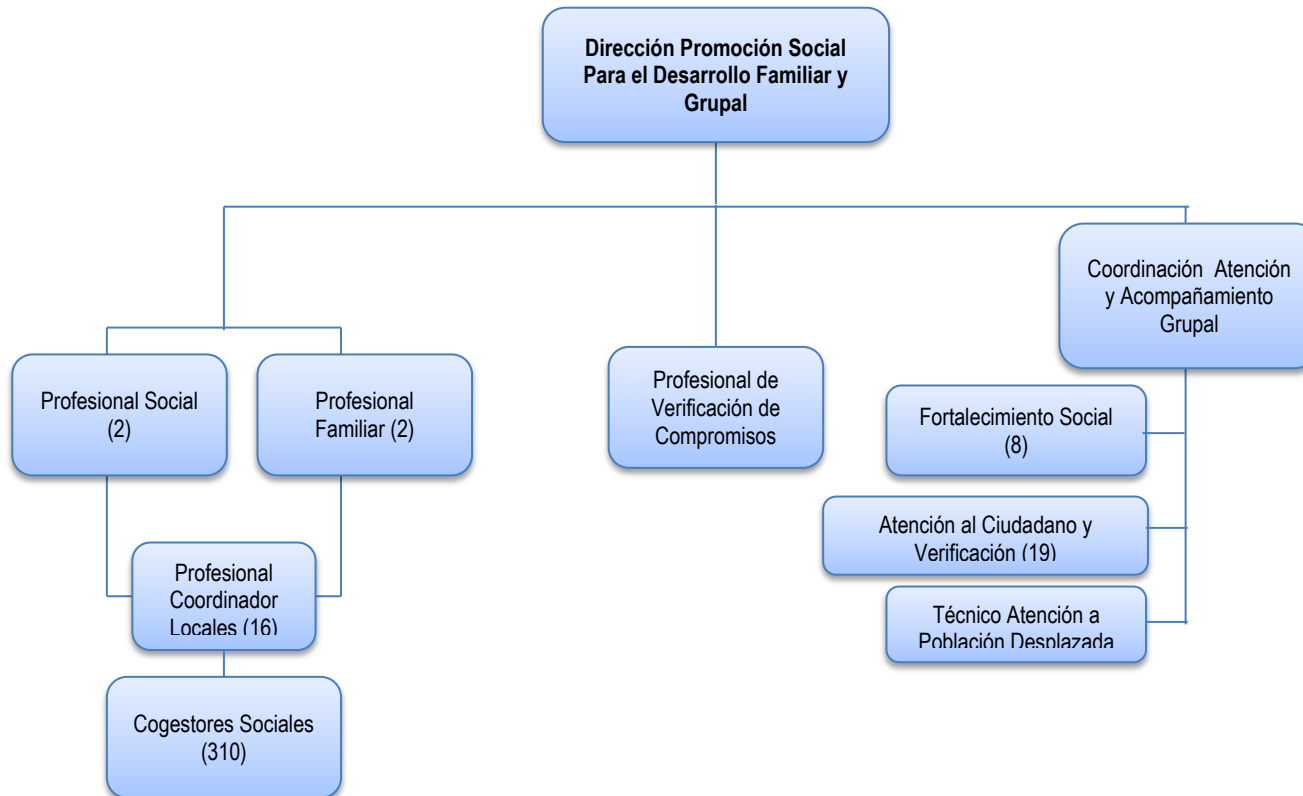 Dirección Promoción Social
Para el Desarrollo Familiar y
Grupal
Coordinación Atención
y Acompañamiento
Grupal
Profesional Social
(2)
Profesional
Familiar (2)
Profesional de
Verificación de
Compromisos
Fortalecimiento Social
(8)
Atención al Ciudadano y
Verificación (19)
Profesional
Coordinador
Locales (16)
Técnico Atención a
Población Desplazada
Cogestores Sociales
(310)